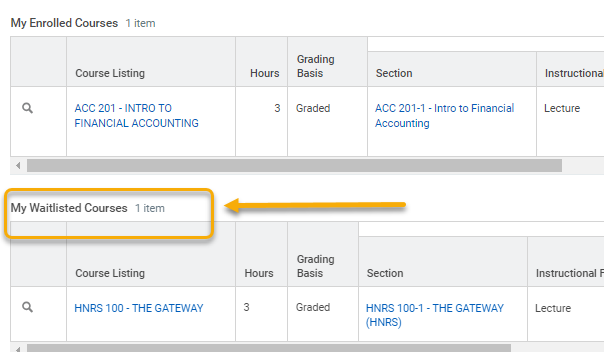 My Enrolled Courses 1 item
Course Listing
Hours
Grading
Basis
Section
Instructional
ACC 201 - INTRO TO
FINANCIAL ACCOUNTING
3
Graded
ACC 201-1 - Intro to Financial
Accounting
Lecture
My Waitlisted Courses 1 item
Course Listing
Hours
Grading
Basis
Section
Instructional F
HNRS 100 - THE GATEWAY
3
Graded
HNRS 100-1 - THE GATEWAY
(HNRS)
Lecture